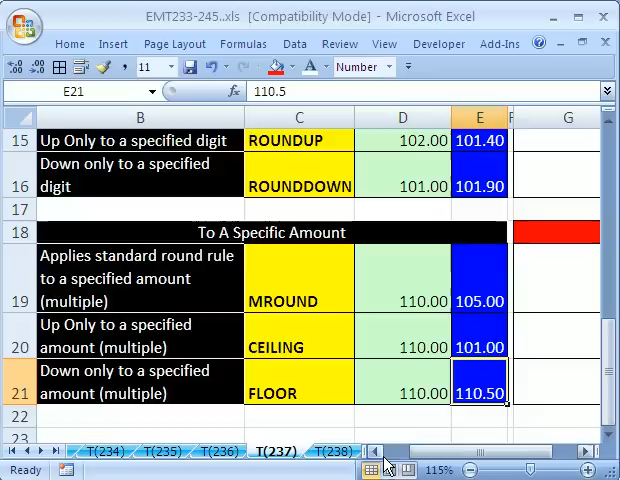 EMT233-245..xls [Compatibility Mode] - Microsoft Excel
Home Insert Formulas Data Review View Developer Add-Ins
11 Number
E21 fx 110.5
B C D E F G
15 Up Only to a specified digit ROUNDUP 102.00 101.40
Down only to a specified
16 digit ROUNDDOWN 101.00 101.90
17
18 To A Specific Amount
Applies standard round rule
to a specified amount
19 (multiple) MROUND 110.00 105.00
Up Only to a specified
20 amount (multiple) CEILING 110.00 101.00
Down only to a specified
21 amount (multiple) FLOOR 110.00 110.50
22
23
T(234) T(235) T(236) T(237) T(238)
Ready 115%